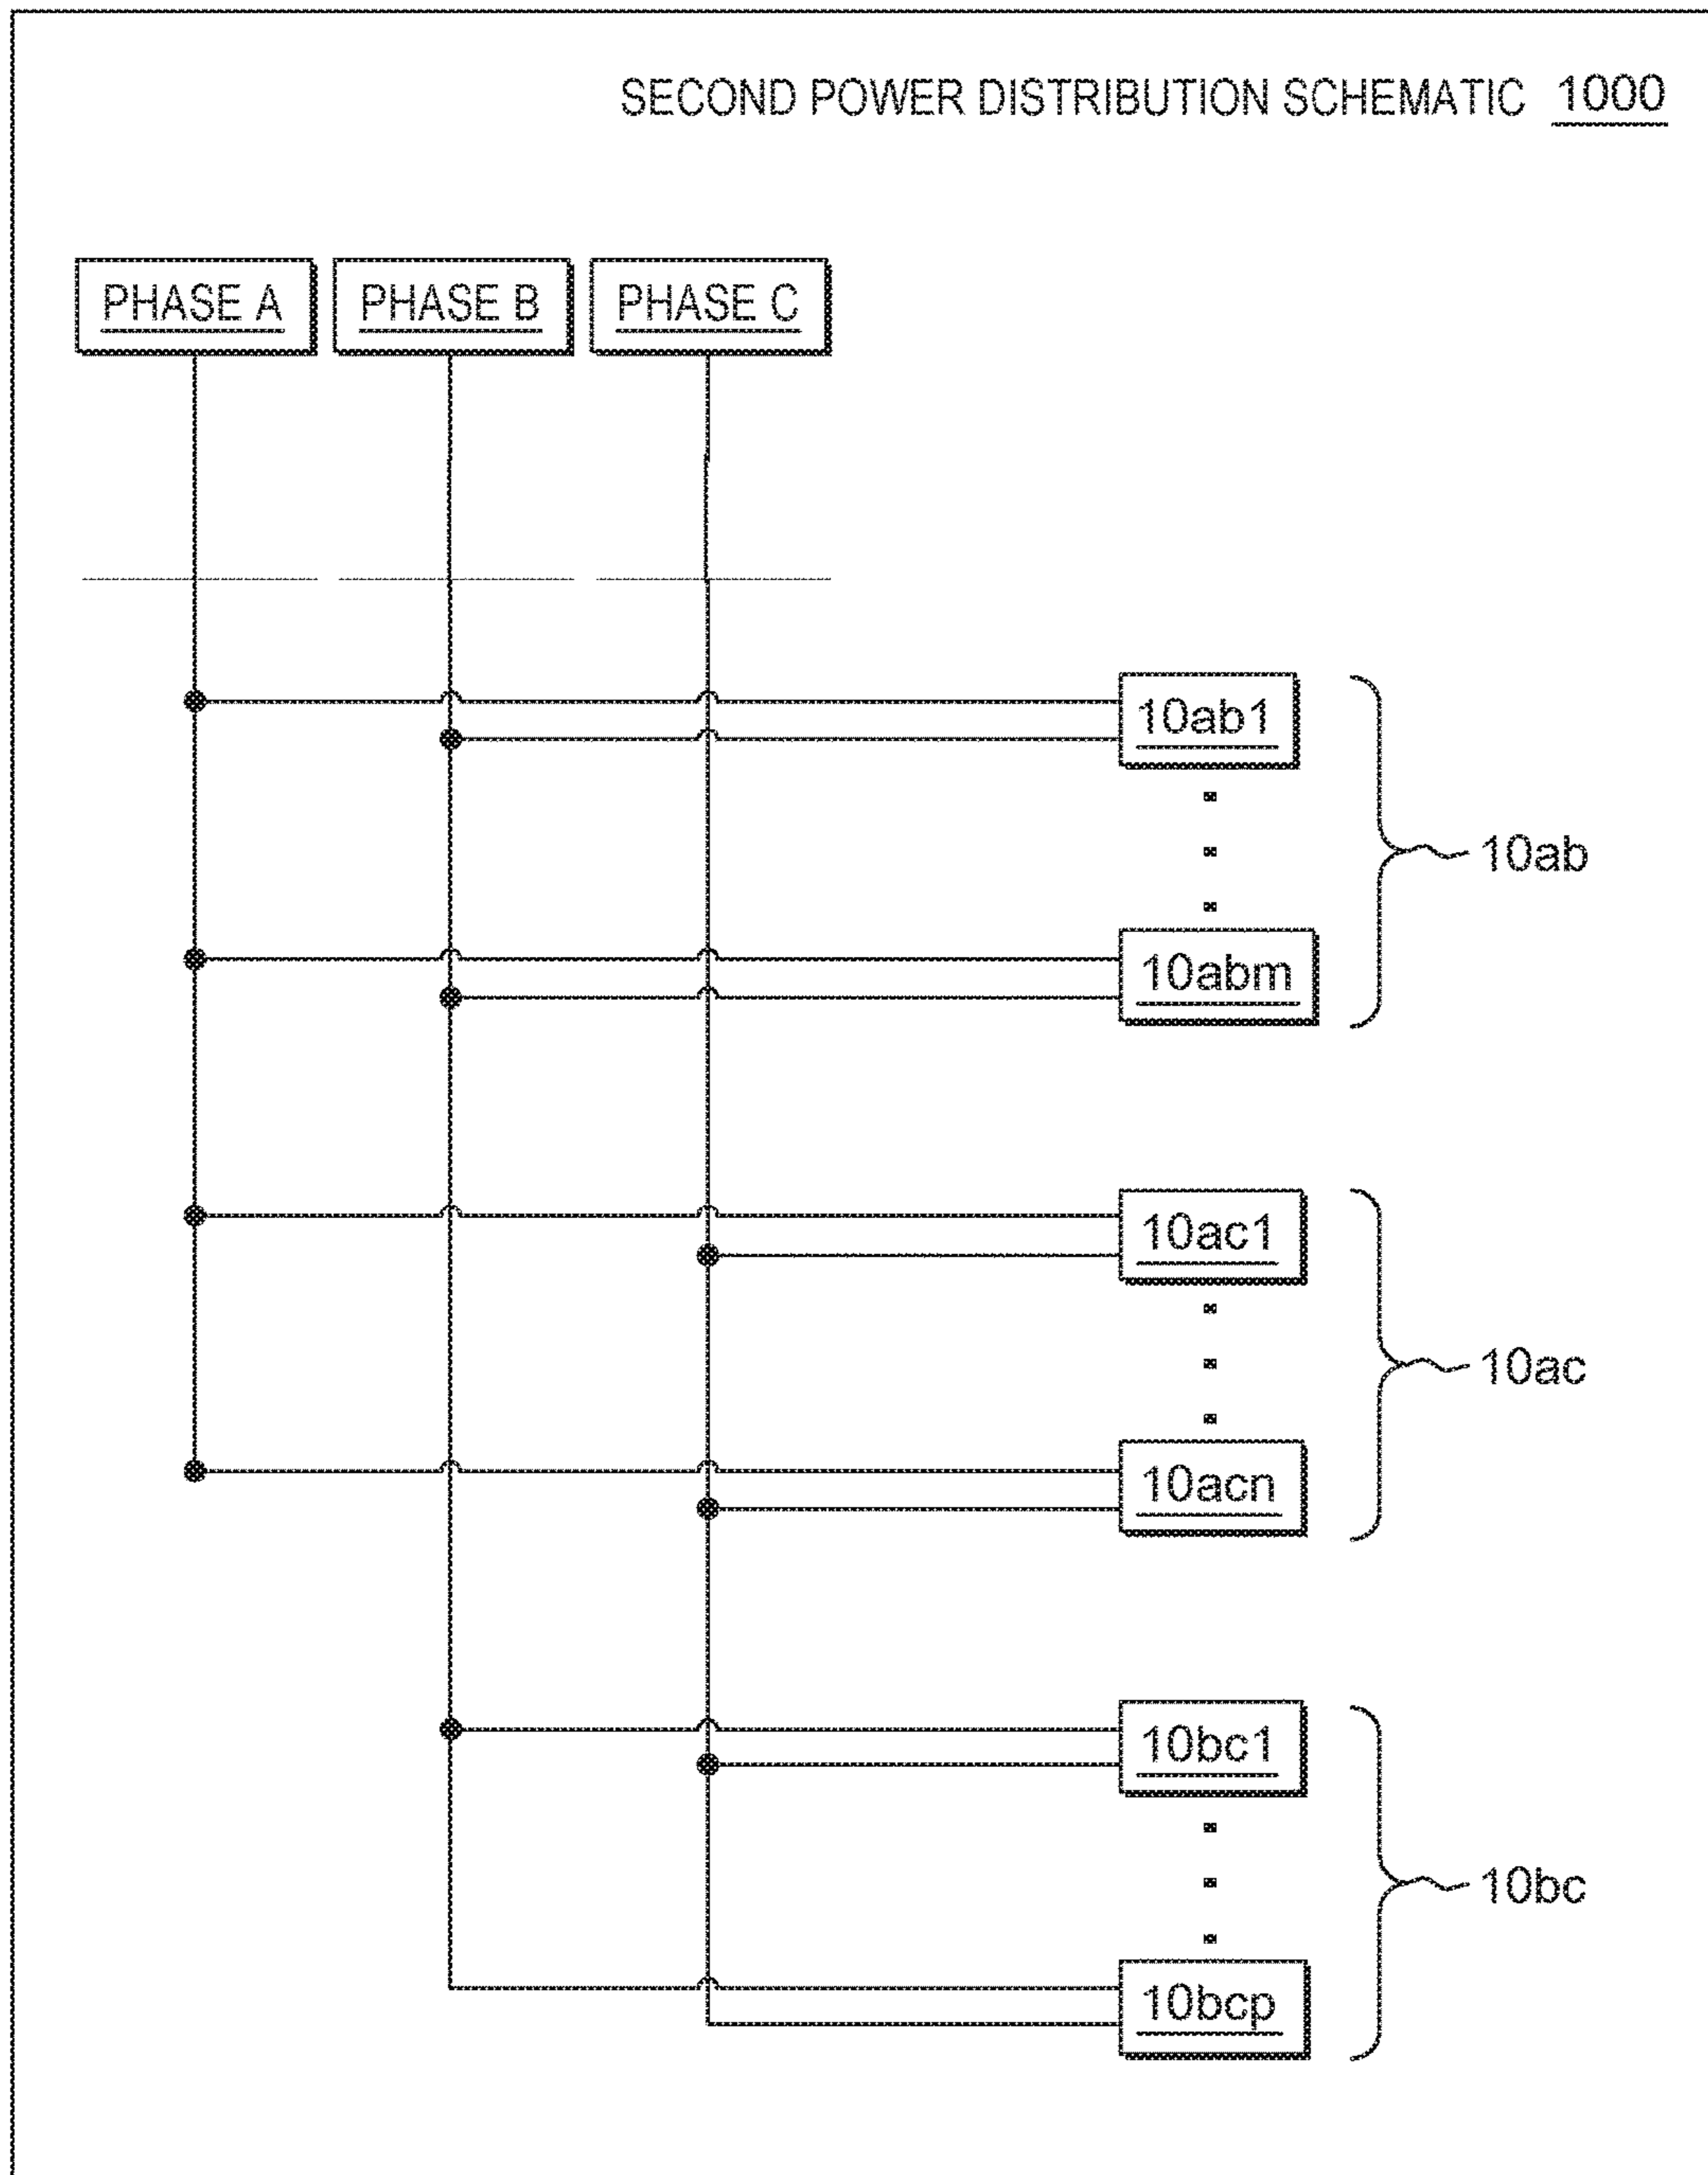 SECOND POWER DISTRIBUTION SCHEMATIC 1000
PHASE A
PHASE B
PHASE C
10ab1
10ab
10abm
10ac1
10ac
10acn
10bc1
10bc
10bcp